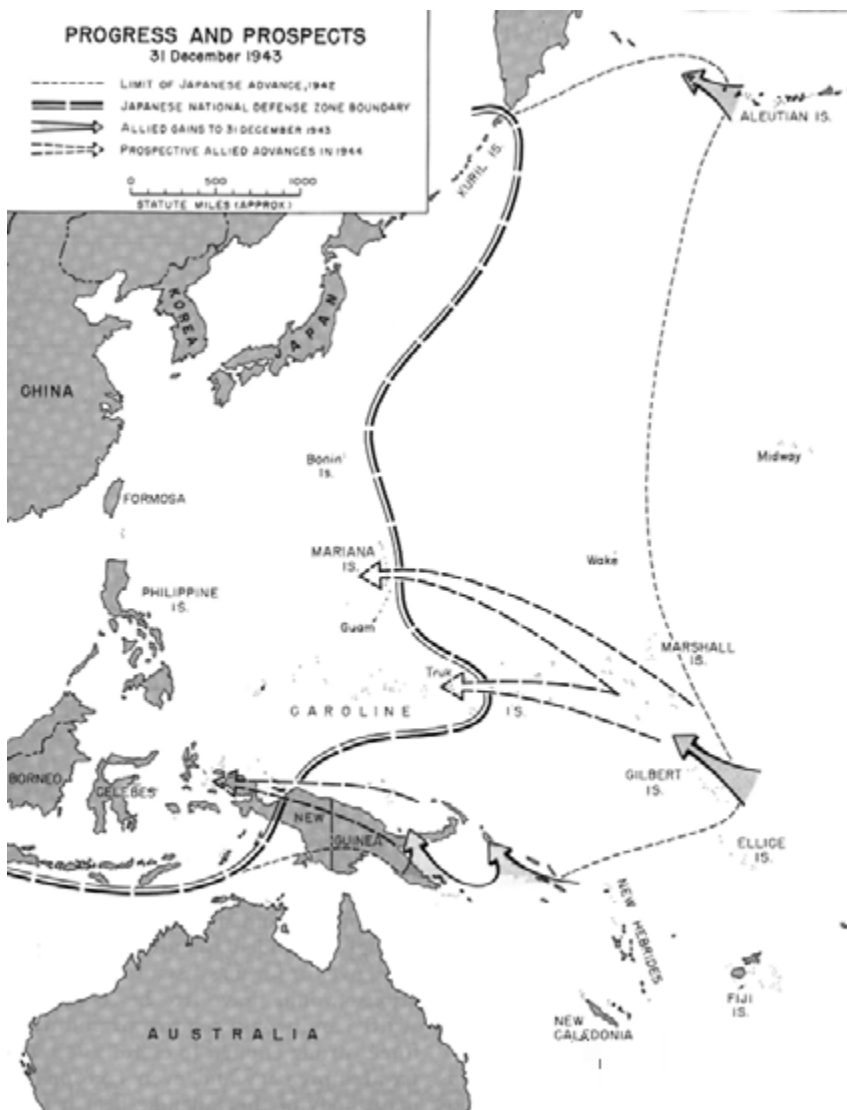 PROGRESS AND PROSPECTS
31 December 1943
LIMIT OF JAPANESE ADVANCE, 1942
JAPANESE NATIONAL DEFENSE ZONE BOUNDARY
ALLIED GAINS TO 31 DECEMBER 1943
PROSPECTIVE ALLIED ADVANCES IN 1944
0 500 1000
STATUTE MILES (APPROX)
ALEUTIAN IS.
KURIL IS.
KOREA
JAPAN
CHINA
Bonin
Is.
Midway
FORMOSA
MARIANA
IS.
Wake
PHILIPPINE
IS.
Guam
MARSHALL
IS.
Truk
CAROLINE IS.
BORNEO
CELEBES
GILBERT
IS.
NEW
GUINEA
ELLICE
IS.
NEW HEBRIDES
FIJI
IS.
NEW
CALEDONIA
AUSTRALIA